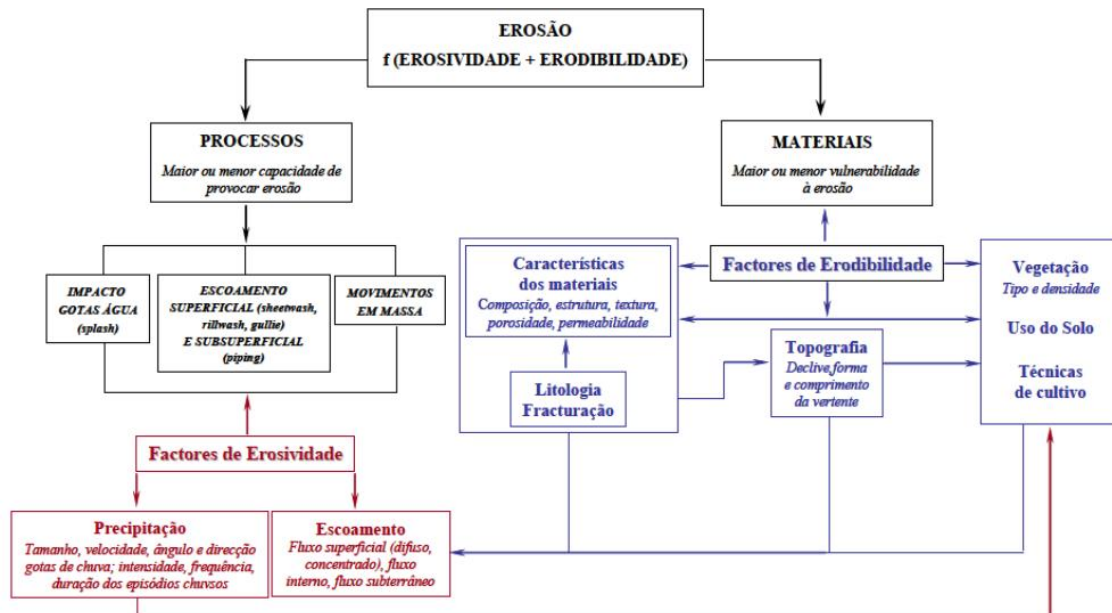 EROSÃO
f (EROSIVIDADE + ERODIBILIDADE)
PROCESSOS
Maior ou menor capacidade de
provocar erosão
MATERIAIS
Maior ou menor vulnerabilidade
à erosão
IMPACTO
GOTAS ÁGUA
(splash)
ESCOAMENTO
SUPERFICIAL (sheetwash,
rillwash, gullie)
E SUBSUPERFICIAL
(piping)
MOVIMENTOS
EM MASSA
Características
dos materiais
Composição, estrutura, textura,
porosidade, permeabilidade
Litologia
Fracturação
Factores de Erodibilidade
Topografia
Declive,forma
e comprimento
da vertente
Vegetação
Tipo e densidade
Uso do Solo
Técnicas
de cultivo
Factores de Erosividade
Precipitação
Tamanho, velocidade, ângulo e direcção
gotas de chuva; intensidade, frequência,
duração dos episódios chuvsos
Escoamento
Fluxo superficial (difuso,
concentrado), fluxo
interno, fluxo subterrâneo